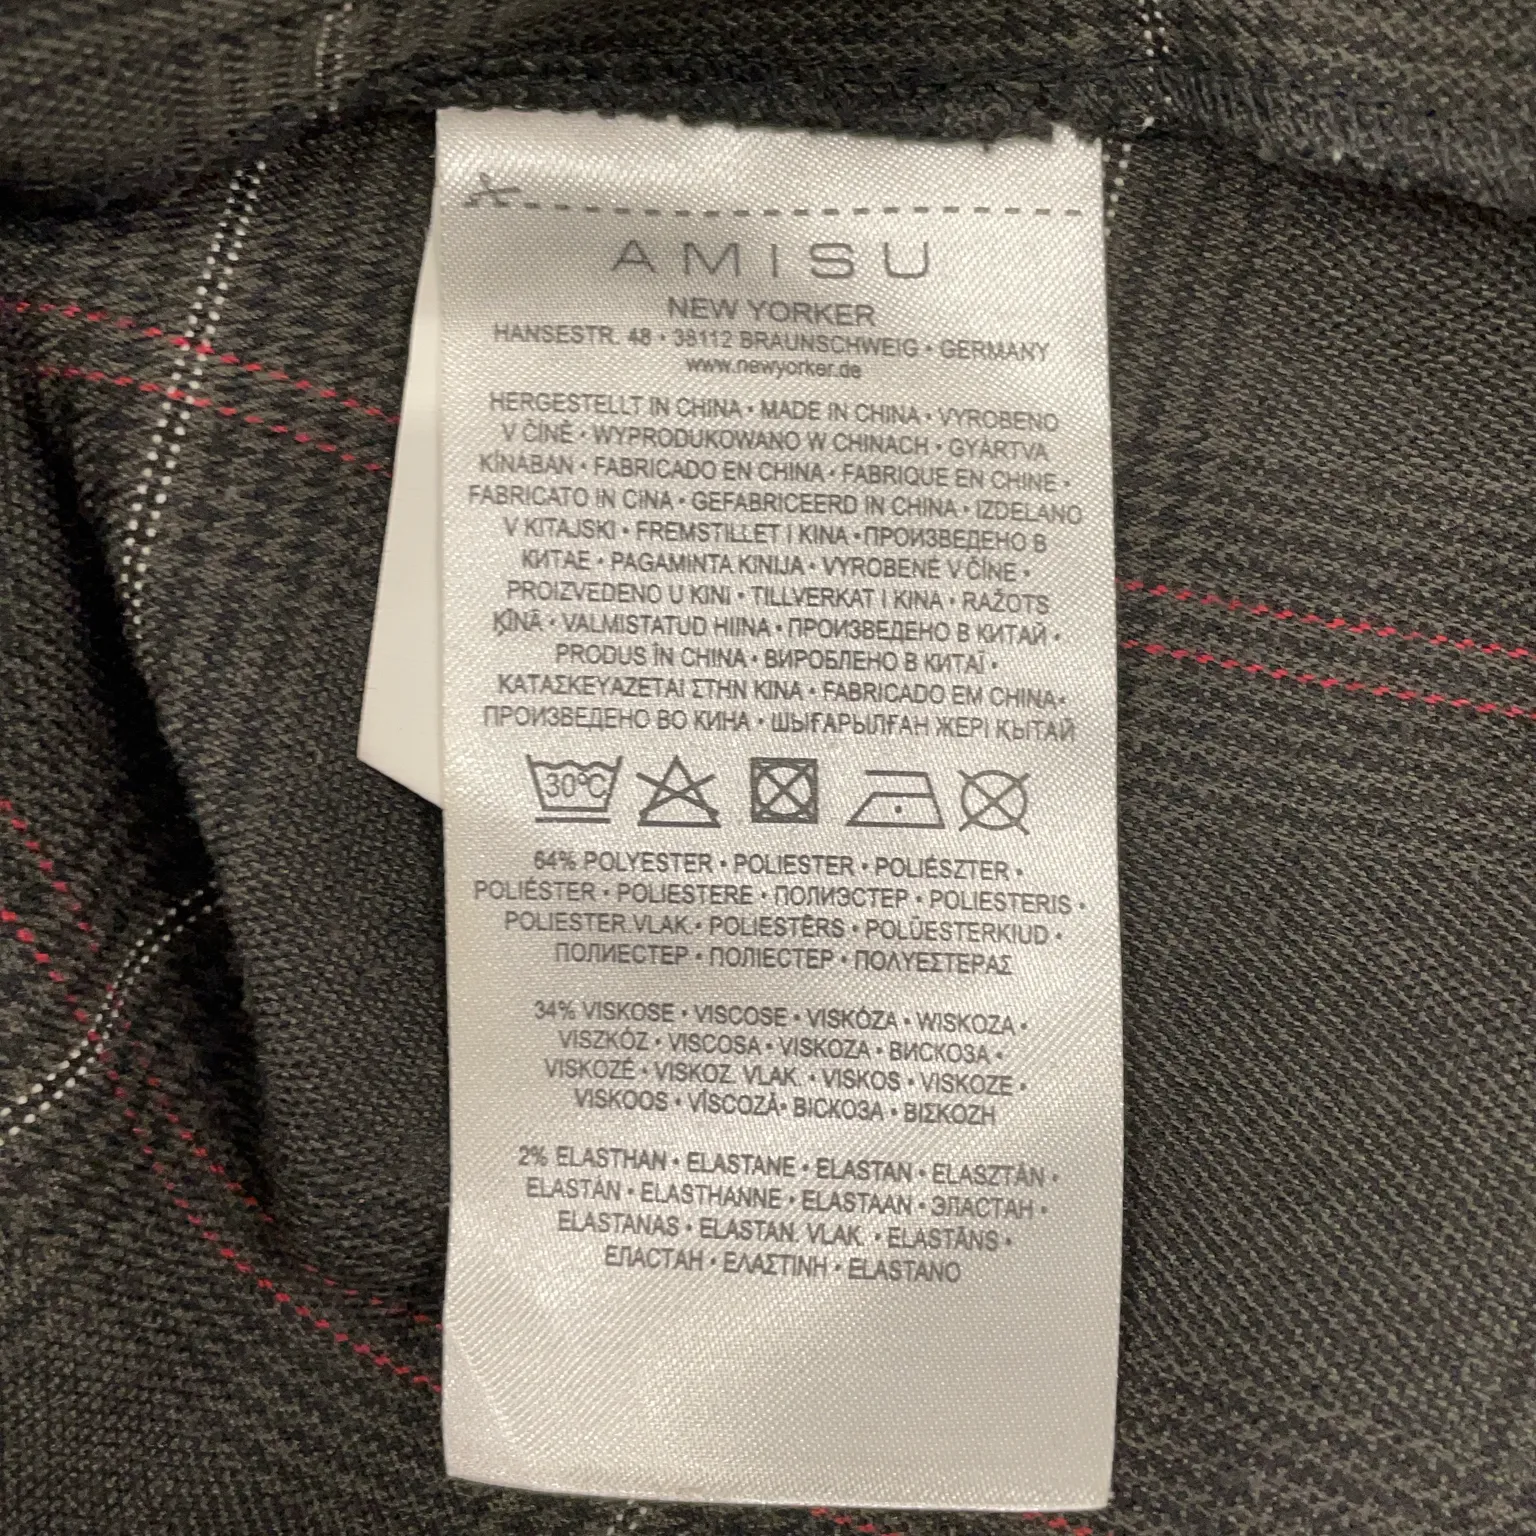 AMISU
NEW YORKER
HANSESTR. 48 • 38112 BRAUNSCHWEIG • GERMANY
www.newyorker.de
HERGESTELLT IN CHINA • MADE IN CHINA • VYROBENO
V ČÍNĚ • WYPRODUKOWANO W CHINACH • GYÁRTVA
KÍNÁBAN • FABRICADO EN CHINA • FABRIQUE EN CHINE •
FABRICATO IN CINA • GEFABRICEERD IN CHINA • IZDELANO
V KITAJSKI • FREMSTILLET I KINA • ПРОИЗВЕДЕНО В
КИТАЕ • PAGAMINTA KINIJA • VYROBENÉ V ČÍNE •
PROIZVEDENO U KINI • TILLVERKAT I KINA • RAŽOTS
ĶĪNĀ • VALMISTATUD HIINA • ПРОИЗВЕДЕНО В КИТАЙ •
PRODUS ÎN CHINA • ВИРОБЛЕНО В КИТАЇ •
ΚΑΤΑΣΚΕΥΑΖΕΤΑΙ ΣΤΗΝ ΚΙΝΑ • FABRICADO EM CHINA •
ПРОИЗВЕДЕНО ВО КИНА • ШЫҒАРЫЛҒАН ЖЕРІ ҚЫТАЙ
30°C
64% POLYESTER • POLIESTER • POLIÉSZTER •
POLIÉSTER • POLIESTERE • ПОЛИЭСТЕР • POLIESTERIS •
POLIESTER.VLAK. • POLIESTĒRS • POLÜESTERKIUD •
ПОЛИЕСТЕР • ПОЛІЕСТЕР • ΠΟΛΥΕΣΤΕΡΑΣ
34% VISKOSE • VISCOSE • VISKÓZA • WISKOZA •
VISZKÓZ • VISCOSA • VISKOZA • ВИСКОЗА •
VISKOZĖ • VISKOZ. VLAK. • VISKOS • VISKOZE •
VISKOOS • VÎSCOZĂ • ВІСКОЗА • ΒΙΣΚΟΖΗ
2% ELASTHAN • ELASTANE • ELASTAN • ELASZTÁN •
ELASTÁN • ELASTHANNE • ELASTAAN • ЭЛАСТАН •
ELASTANAS • ELASTAN. VLAK. • ELASTĀNS •
ЕЛАСТАН • ΕΛΑΣΤΙΝΗ • ELASTANO